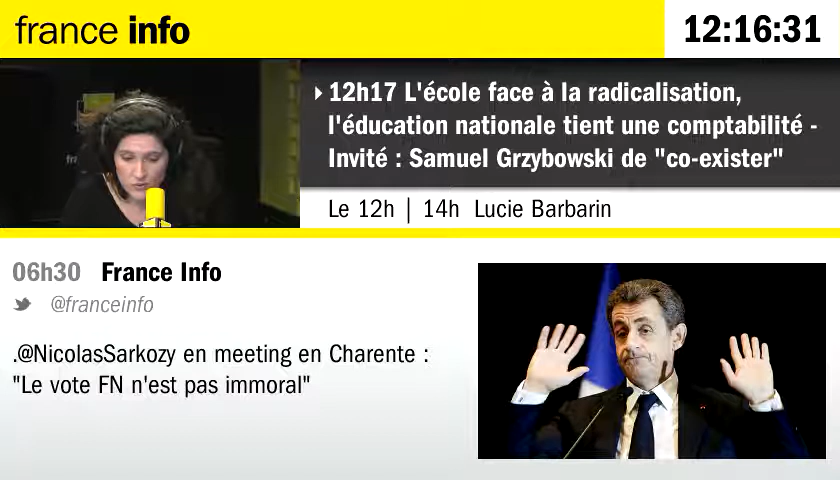 france info
12:16:31
12h17 L'école face à la radicalisation,
l'éducation nationale tient une comptabilité -
Invité : Samuel Grzybowski de "co-exister"
Le 12h | 14h Lucie Barbarin
06h30 France Info
@franceinfo
.@NicolasSarkozy en meeting en Charente :
"Le vote FN n'est pas immoral"